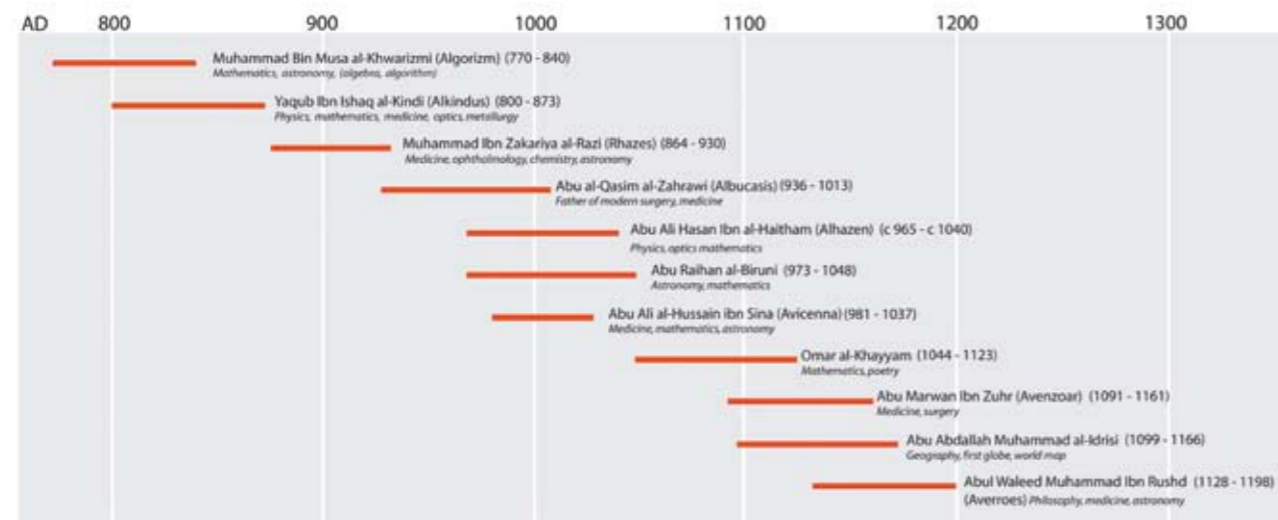 AD 800 900 1000 1100 1200 1300
Muhammad Bin Musa al-Khwarizmi (Algorizm) (770 - 840)
Mathematics, astronomy, (algebra, algorithm)
Yaqub Ibn Ishaq al-Kindi (Alkindus) (800 - 873)
Physics, mathematics, medicine, optics, metallurgy
Muhammad Ibn Zakariya al-Razi (Rhazes) (864 - 930)
Medicine, ophthalmology, chemistry, astronomy
Abu al-Qasim al-Zahrawi (Albucasis) (936 - 1013)
Father of modern surgery, medicine
Abu Ali Hasan Ibn al-Haitham (Alhazen) (c 965 - c 1040)
Physics, optics mathematics
Abu Raihan al-Biruni (973 - 1048)
Astronomy, mathematics
Abu Ali al-Hussain ibn Sina (Avicenna) (981 - 1037)
Medicine, mathematics, astronomy
Omar al-Khayyam (1044 - 1123)
Mathematics, poetry
Abu Marwan Ibn Zuhr (Avenzoar) (1091 - 1161)
Medicine, surgery
Abu Abdallah Muhammad al-Idrisi (1099 - 1166)
Geography, first globe, world map
Abul Waleed Muhammad Ibn Rushd (1128 - 1198)
(Averroes) Philosophy, medicine, astronomy